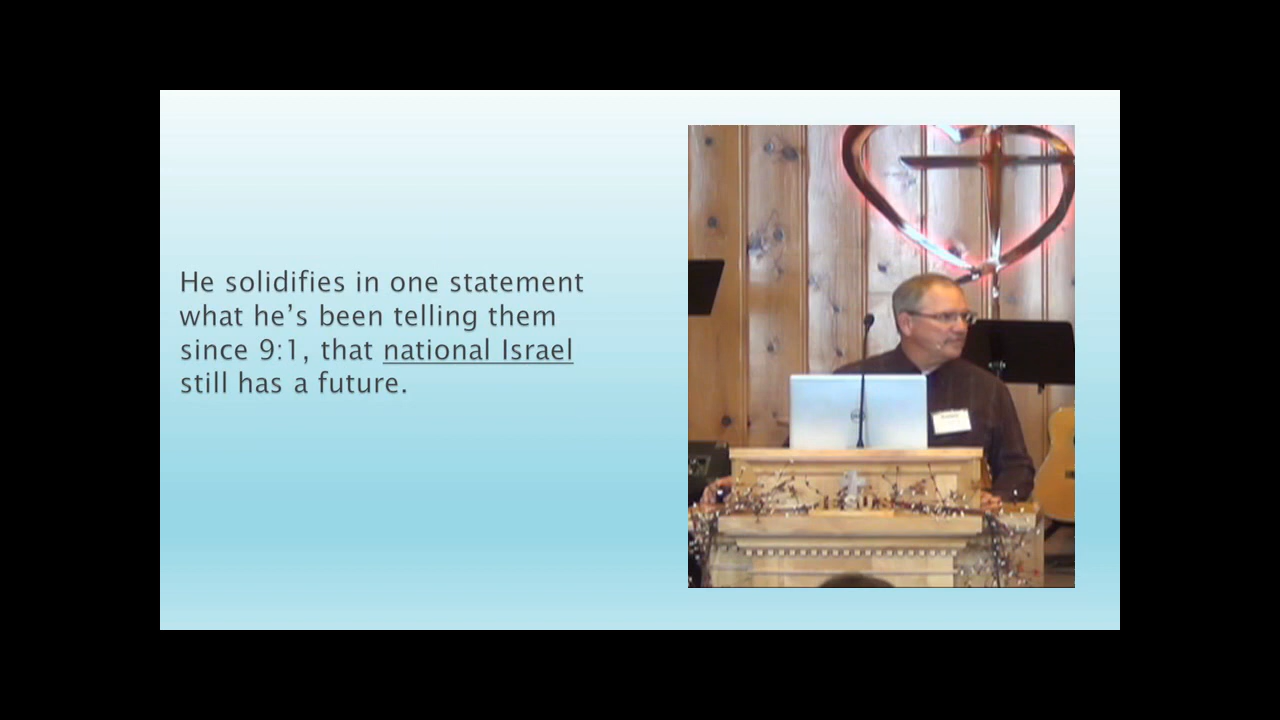 He solidifies in one statement
what he’s been telling them
since 9:1, that national Israel
still has a future.